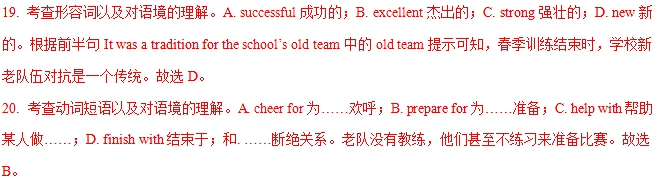 19. 考查形容词以及对语境的理解。A. successful 成功的；B. excellent 杰出的；C. strong 强壮的；D. new 新
的。根据前半句 It was a tradition for the school’s old team 中的 old team 提示可知，春季训练结束时，学校新
老队伍对抗是一个传统。故选 D。
20. 考查动词短语以及对语境的理解。A. cheer for 为……欢呼；B. prepare for 为……准备；C. help with 帮助
某人做……；D. finish with 结束于；和. ……断绝关系。老队没有教练，他们甚至不练习来准备比赛。故选
B。